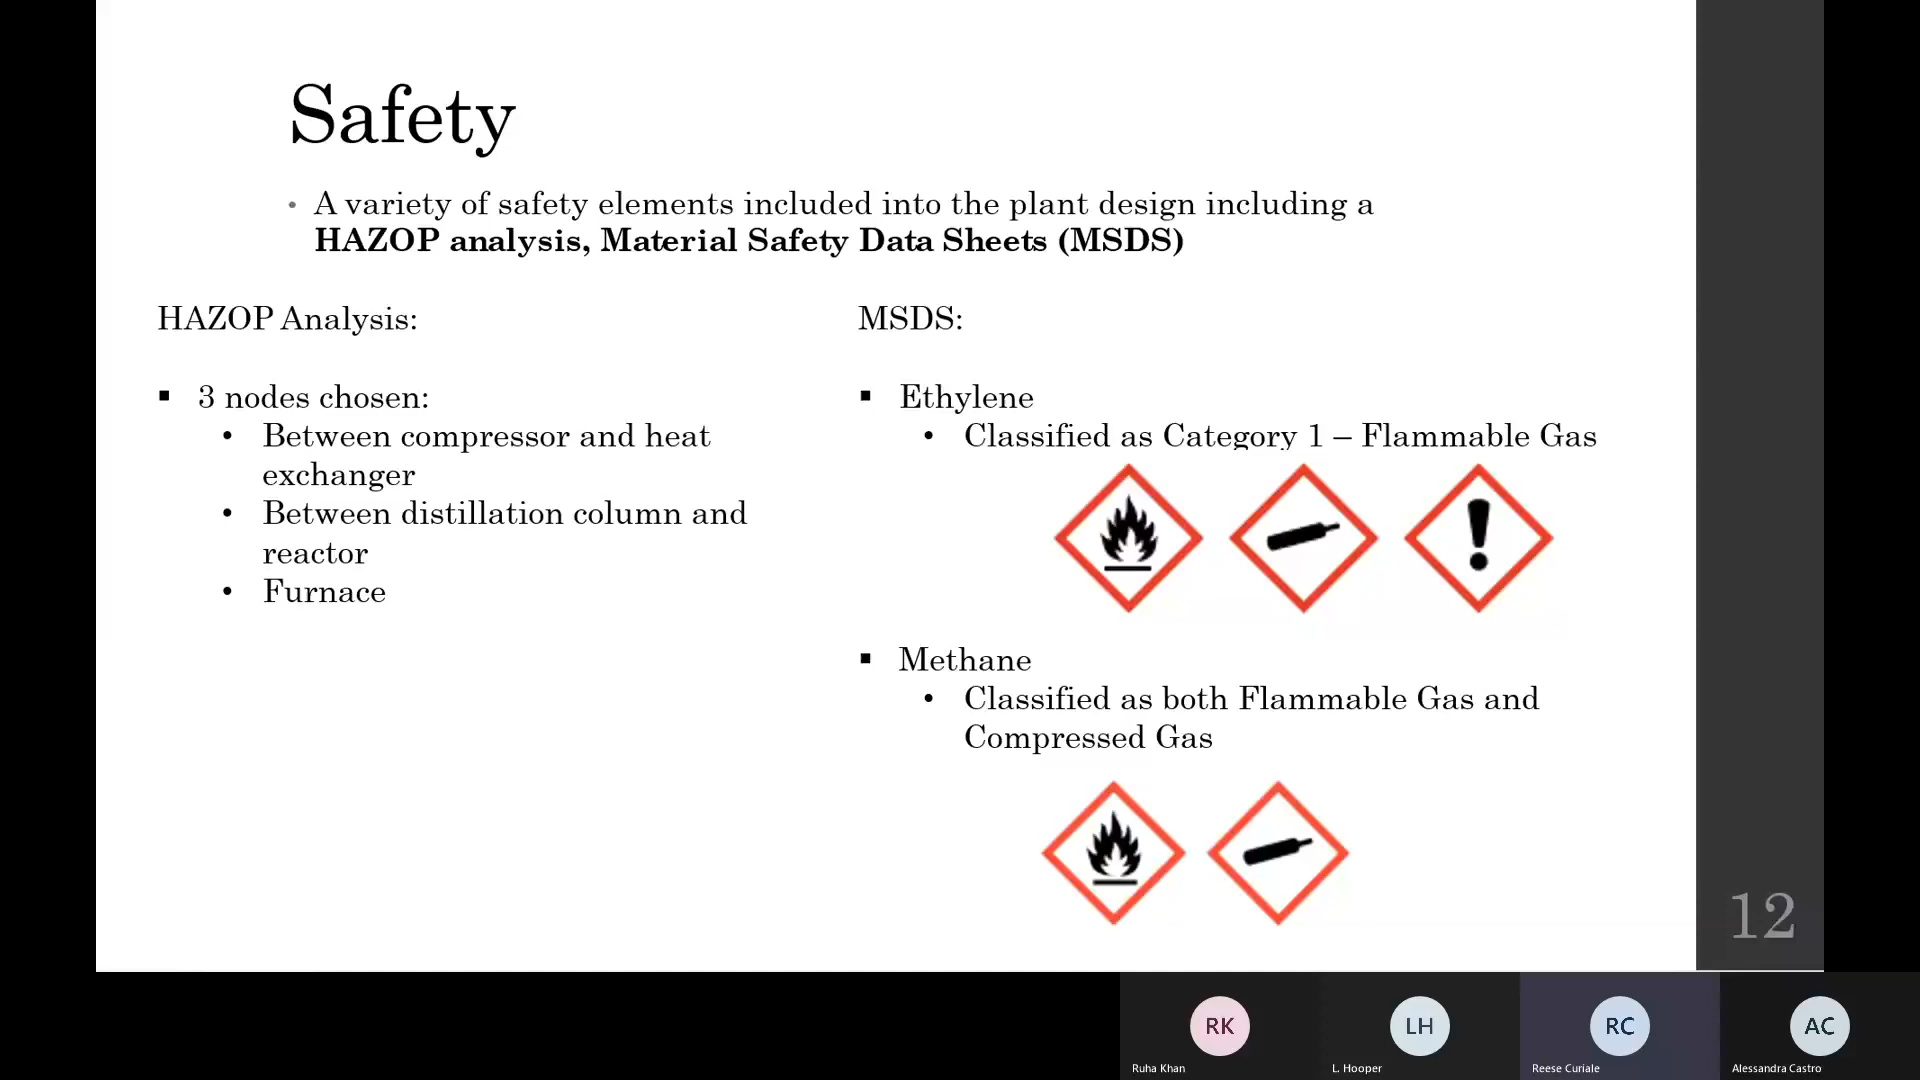 Safety
• A variety of safety elements included into the plant design including a
HAZOP analysis, Material Safety Data Sheets (MSDS)
HAZOP Analysis:
▪ 3 nodes chosen:
• Between compressor and heat
exchanger
• Between distillation column and
reactor
• Furnace
MSDS:
▪ Ethylene
• Classified as Category 1 – Flammable Gas
▪ Methane
• Classified as both Flammable Gas and
Compressed Gas
12
RK
Ruha Khan
LH
L. Hooper
RC
Reese Curiale
AC
Alessandra Castro